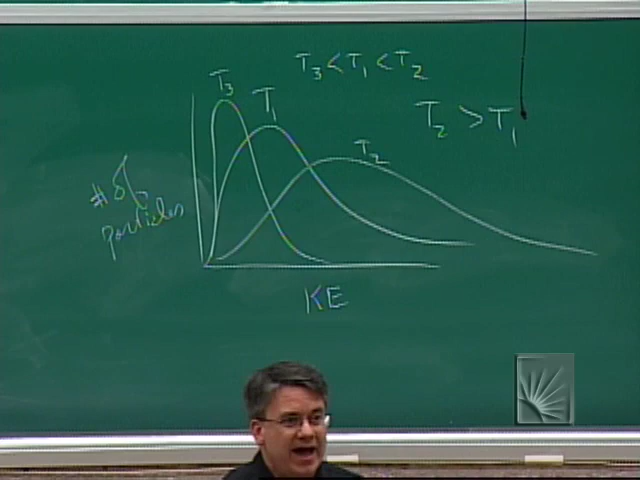 T3 < T1 < T2
T3
T1
T2 > T1
T2
# of
particles
KE